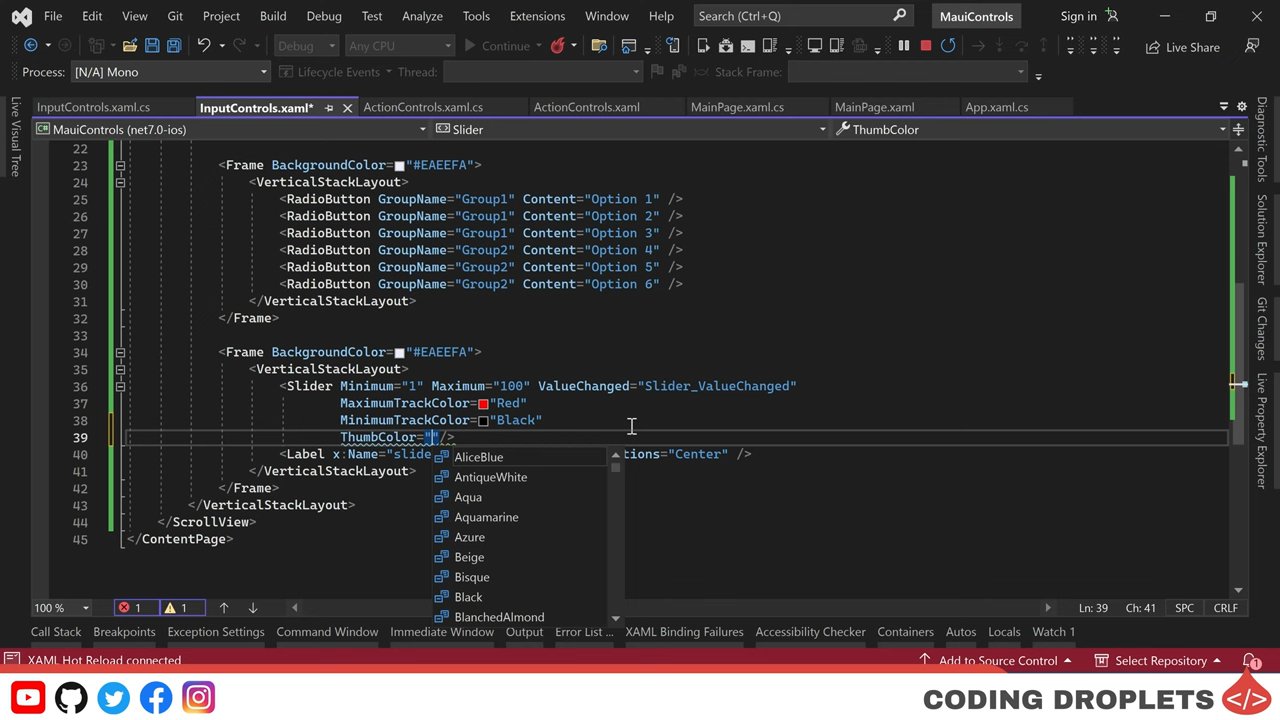 File Edit View Git Project Build Debug Test Analyze Tools Extensions Window Help Search (Ctrl+Q) MauiControls Sign in
Debug Any CPU Continue Live Share
Process: [N/A] Mono Lifecycle Events Thread: Stack Frame:
InputControls.xaml.cs InputControls.xaml* ActionControls.xaml.cs ActionControls.xaml MainPage.xaml.cs MainPage.xaml App.xaml.cs
MauiControls (net7.0-ios) Slider ThumbColor
Live Visual Tree
22
23 <Frame BackgroundColor="#EAEEFA">
24 <VerticalStackLayout>
25 <RadioButton GroupName="Group1" Content="Option 1" />
26 <RadioButton GroupName="Group1" Content="Option 2" />
27 <RadioButton GroupName="Group1" Content="Option 3" />
28 <RadioButton GroupName="Group2" Content="Option 4" />
29 <RadioButton GroupName="Group2" Content="Option 5" />
30 <RadioButton GroupName="Group2" Content="Option 6" />
31 </VerticalStackLayout>
32 </Frame>
33
34 <Frame BackgroundColor="#EAEEFA">
35 <VerticalStackLayout>
36 <Slider Minimum="1" Maximum="100" ValueChanged="Slider_ValueChanged"
37 MaximumTrackColor="Red"
38 MinimumTrackColor="Black"
39 ThumbColor=""/>
40 <Label x:Name="slide tions="Center" />
41 </VerticalStackLayout>
42 </Frame>
43 </VerticalStackLayout>
44 </ScrollView>
45 </ContentPage>
AliceBlue
AntiqueWhite
Aqua
Aquamarine
Azure
Beige
Bisque
Black
BlanchedAlmond
Diagnostic Tools
Solution Explorer
Git Changes
Live Property Explorer
100 % 1 1 Ln: 39 Ch: 41 SPC CRLF
Call Stack Breakpoints Exception Settings Command Window Immediate Window Output Error List ... XAML Binding Failures Accessibility Checker Containers Autos Locals Watch 1
XAML Hot Reload connected Add to Source Control Select Repository 1
CODING DROPLETS </>